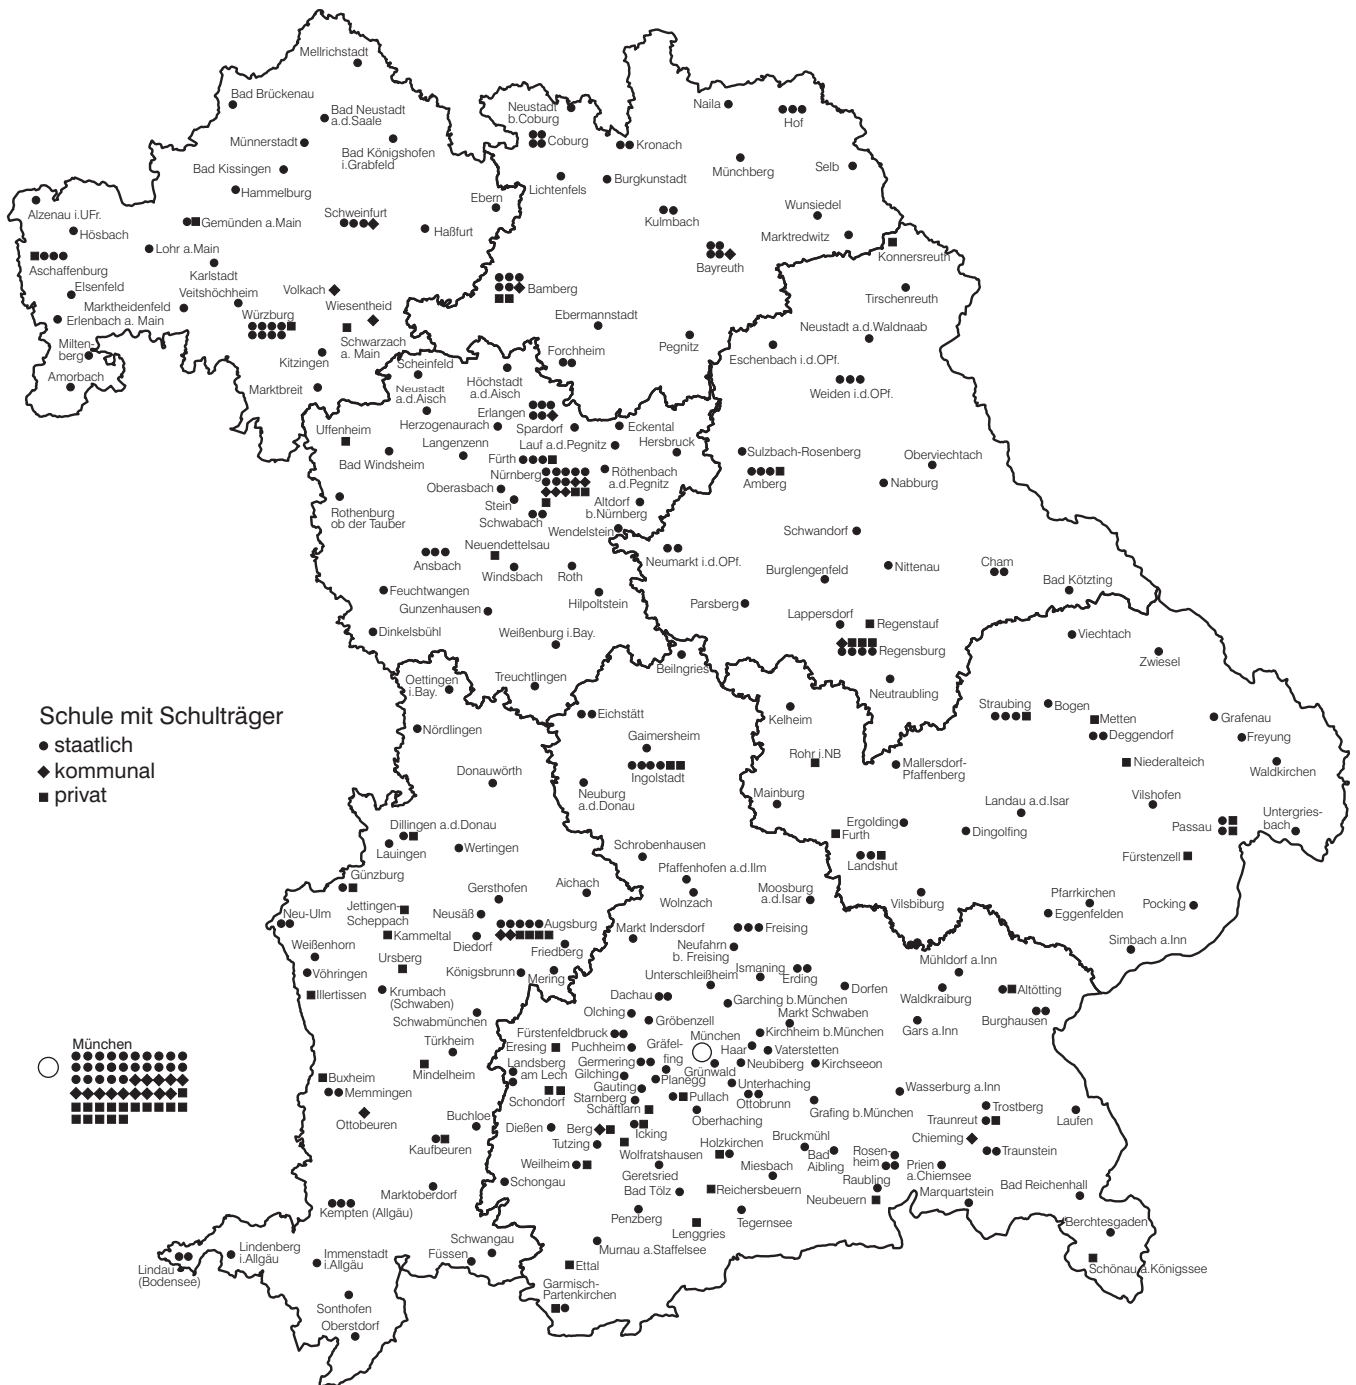 Mellrichstadt
Bad Brückenau
Bad Neustadt
a.d.Saale
Münnerstadt
Bad Königshofen
i.Grabfeld
Bad Kissingen
Hammelburg
Ebern
Alzenau i.UFr.
Hösbach
Gemünden a.Main
Schweinfurt
Haßfurt
Lohr a.Main
Aschaffenburg
Karlstadt
Elsenfeld
Marktheidenfeld
Veitshöchheim
Volkach
Wiesentheid
Erlenbach a. Main
Würzburg
Schwarzach
a. Main
Milten-
berg
Kitzingen
Amorbach
Marktbreit
Neustadt
b.Coburg
Coburg
Kronach
Naila
Hof
Münchberg
Selb
Lichtenfels
Burgkunstadt
Kulmbach
Wunsiedel
Marktredwitz
Bayreuth
Konnersreuth
Bamberg
Ebermannstadt
Forchheim
Pegnitz
Tirschenreuth
Neustadt a.d.Waldnaab
Eschenbach i.d.OPf.
Weiden i.d.OPf.
Scheinfeld
Neustadt
a.d.Aisch
Höchstadt
a.d.Aisch
Erlangen
Herzogenaurach
Spardorf
Eckental
Uffenheim
Langenzenn
Lauf a.d.Pegnitz
Hersbruck
Bad Windsheim
Fürth
Nürnberg
Röthenbach
a.d.Pegnitz
Oberasbach
Stein
Altdorf
b.Nürnberg
Rothenburg
ob der Tauber
Schwabach
Wendelstein
Neuendettelsau
Ansbach
Windsbach
Roth
Feuchtwangen
Hilpoltstein
Gunzenhausen
Dinkelsbühl
Weißenburg i.Bay.
Treuchtlingen
Sulzbach-Rosenberg
Oberviechtach
Amberg
Nabburg
Schwandorf
Neumarkt i.d.OPf.
Nittenau
Cham
Burglengenfeld
Bad Kötzting
Parsberg
Lappersdorf
Regenstauf
Regensburg
Neutraubling
Beilngries
Viechtach
Zwiesel
Oettingen
i.Bay.
Nördlingen
Donauwörth
Eichstätt
Gaimersheim
Ingolstadt
Neuburg
a.d.Donau
Kelheim
Rohr i.NB
Mainburg
Straubing
Bogen
Metten
Deggendorf
Grafenau
Freyung
Mallersdorf-
Pfaffenberg
Niederalteich
Waldkirchen
Landau a.d.Isar
Vilshofen
Ergolding
Dingolfing
Passau
Untergries-
bach
Furth
Landshut
Fürstenzell
Vilsbiburg
Pfarrkirchen
Eggenfelden
Pocking
Simbach a.Inn
Schule mit Schulträger
staatlich
kommunal
privat
Dillingen a.d.Donau
Lauingen
Wertingen
Günzburg
Gersthofen
Aichach
Jettingen-
Scheppach
Neusäß
Augsburg
Neu-Ulm
Kammeltal
Diedorf
Friedberg
Weißenhorn
Ursberg
Königsbrunn
Mering
Vöhringen
Illertissen
Krumbach
(Schwaben)
Schwabmünchen
Türkheim
Buxheim
Mindelheim
Memmingen
Ottobeuren
Buchloe
Kaufbeuren
Marktoberdorf
Kempten (Allgäu)
Lindau
(Bodensee)
Lindenberg
i.Allgäu
Immenstadt
i.Allgäu
Füssen
Schwangau
Sonthofen
Oberstdorf
Schrobenhausen
Pfaffenhofen a.d.Ilm
Wolnzach
Moosburg
a.d.Isar
Markt Indersdorf
Freising
Neufahrn
b. Freising
Unterschleißheim
Ismaning
Erding
Mühldorf a.Inn
Dorfen
Waldkraiburg
Altötting
Burghausen
Dachau
Garching b.München
Olching
Gröbenzell
Markt Schwaben
Gars a.Inn
Fürstenfeldbruck
München
Kirchheim b.München
Eresing
Puchheim
Gräfel-
fing
Haar
Vaterstetten
Landsberg
am Lech
Germering
Grünwald
Neubiberg
Kirchseeon
Gilching
Planegg
Gauting
Unterhaching
Wasserburg a.Inn
Schondorf
Starnberg
Pullach
Ottobrunn
Schäftlarn
Oberhaching
Grafing b.München
Trostberg
Traunreut
Laufen
Dießen
Berg
Icking
Chieming
Tutzing
Holzkirchen
Bruckmühl
Traunstein
Wolfratshausen
Bad
Aibling
Rosen-
heim
Prien
a.Chiemsee
Weilheim
Geretsried
Miesbach
Raubling
Schongau
Bad Tölz
Reichersbeuern
Neubeuern
Marquartstein
Bad Reichenhall
Penzberg
Lenggries
Tegernsee
Berchtesgaden
Murnau a.Staffelsee
Ettal
Schönau a.Königssee
Garmisch-
Partenkirchen
München